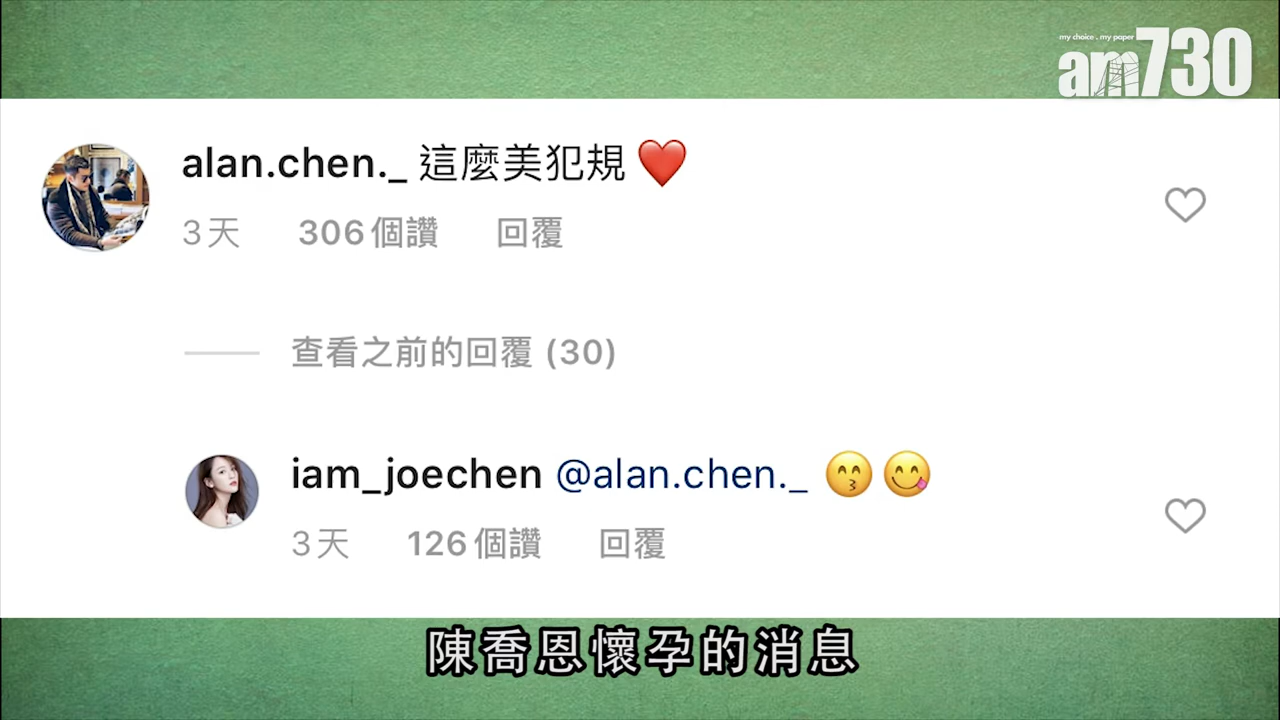 my choice . my paper
am730
alan.chen._ 這麼美犯規 ❤️
3天 306個讚 回覆
查看之前的回覆 (30)
iam_joechen @alan.chen._ 😙😋
3天 126個讚 回覆
陳喬恩懷孕的消息